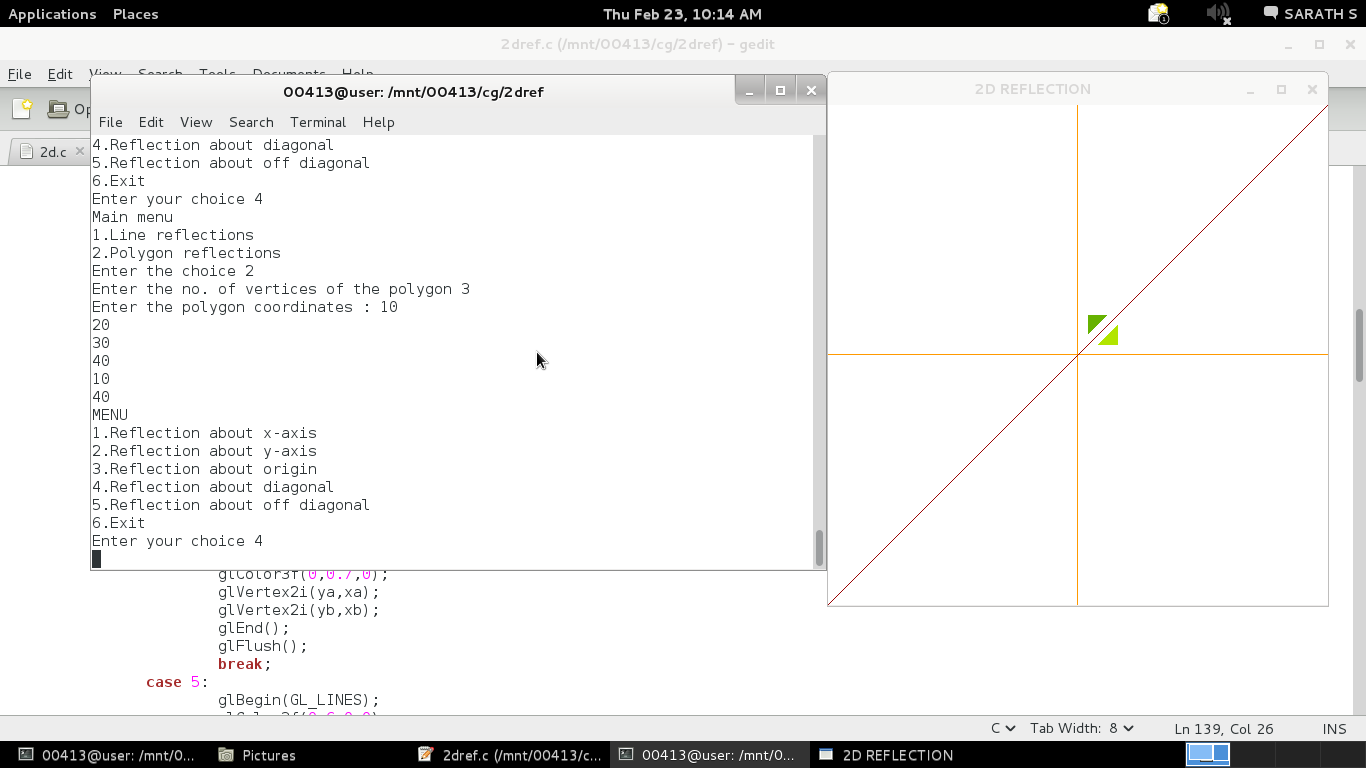 Applications Places Thu Feb 23, 10:14 AM 1 SARATH S
2dref.c (/mnt/00413/cg/2dref) - gedit
File Edit View Search Tools Documents Help
00413@user: /mnt/00413/cg/2dref
2D REFLECTION
File Edit View Search Terminal Help
2d.c
4.Reflection about diagonal
5.Reflection about off diagonal
6.Exit
Enter your choice 4
Main menu
1.Line reflections
2.Polygon reflections
Enter the choice 2
Enter the no. of vertices of the polygon 3
Enter the polygon coordinates : 10
20
30
40
10
40
MENU
1.Reflection about x-axis
2.Reflection about y-axis
3.Reflection about origin
4.Reflection about diagonal
5.Reflection about off diagonal
6.Exit
Enter your choice 4
glColor3f(0,0.7,0);
glVertex2i(ya,xa);
glVertex2i(yb,xb);
glEnd();
glFlush();
break;
case 5:
glBegin(GL_LINES);
C Tab Width: 8 Ln 139, Col 26 INS
00413@user: /mnt/0... Pictures 2dref.c (/mnt/00413/c... 00413@user: /mnt/0... 2D REFLECTION